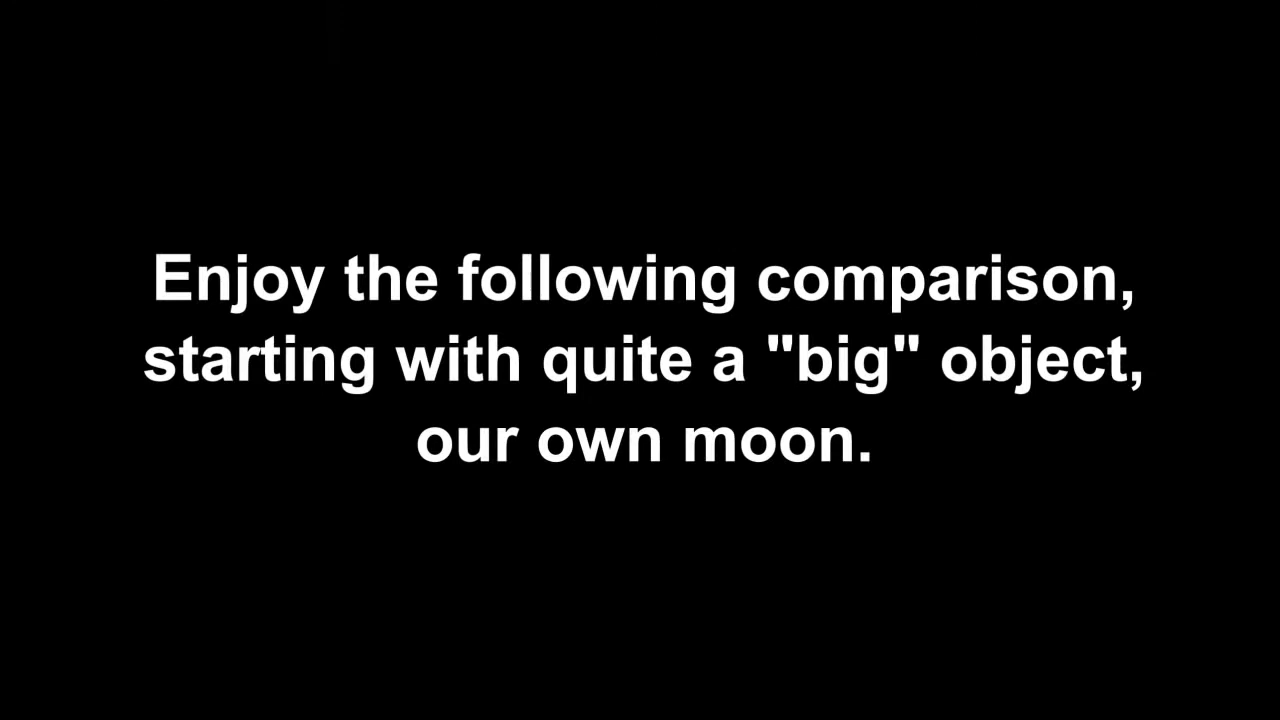 Enjoy the following comparison,
starting with quite a "big" object,
our own moon.